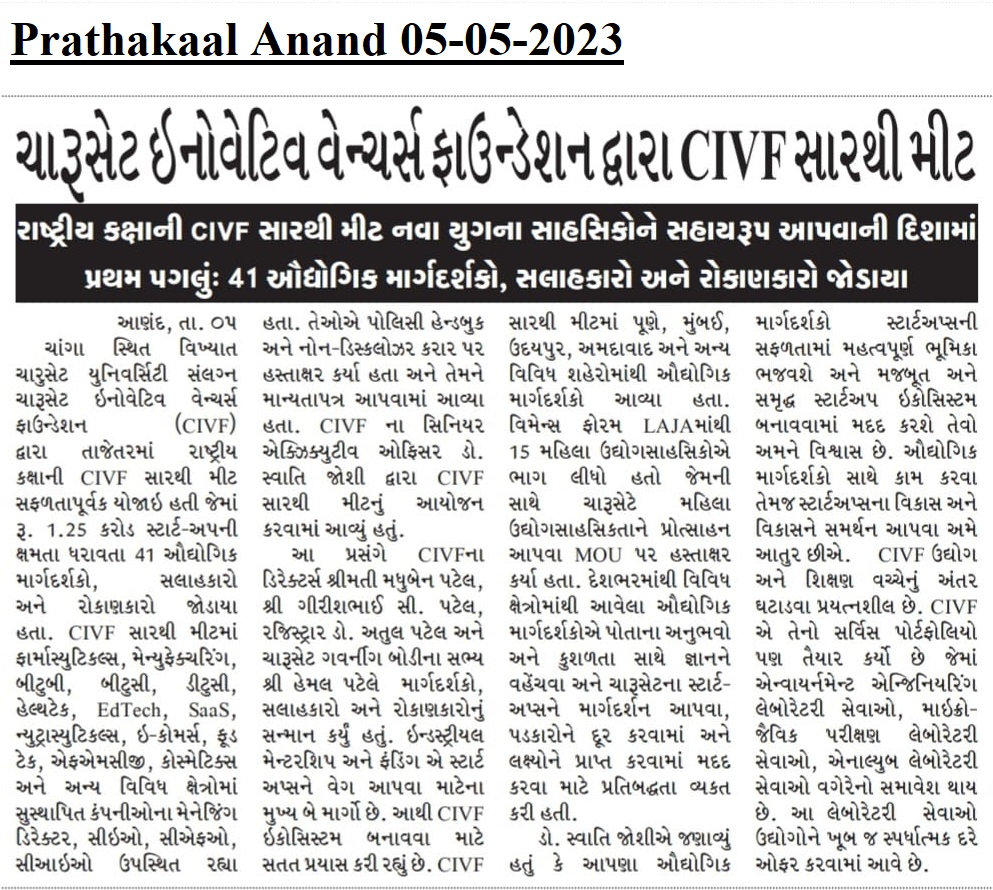 Prathakaal Anand 05-05-2023
ચારૂસેટ ઇનોવેટિવ વેન્ચર્સ ફાઉન્ડેશન દ્વારા CIVF સારથી મીટ
રાષ્ટ્રીય કક્ષાની CIVF સારથી મીટ નવા યુગના સાહસિકોને સહાયરૂપ આપવાની દિશામાં
પ્રથમ પગલું: 41 ઔદ્યોગિક માર્ગદર્શકો, સલાહકારો અને રોકાણકારો જોડાયા
આણંદ, તા. ૦૫
ચાંગા સ્થિત વિખ્યાત
ચારુસેટ યુનિવર્સિટી સંલગ્ન
ચારૂસેટ ઇનોવેટિવ વેન્ચર્સ
ફાઉન્ડેશન (CIVF)
દ્વારા તાજેતરમાં રાષ્ટ્રીય
કક્ષાની CIVF સારથી મીટ
સફળતાપૂર્વક યોજાઇ હતી જેમાં
રૂ. 1.25 કરોડ સ્ટાર્ટ-અપની
ક્ષમતા ધરાવતા 41 ઔદ્યોગિક
માર્ગદર્શકો, સલાહકારો
અને રોકાણકારો જોડાયા
હતા. CIVF સારથી મીટમાં
ફાર્માસ્યુટિકલ્સ, મેન્યુફેક્ચરિંગ,
બીટુબી, બીટુસી, ડીટુસી,
હેલ્થટેક, EdTech, SaaS,
ન્યુટ્રાસ્યુટિકલ્સ, ઇ-કોમર્સ, ફૂડ
ટેક, એફએમસીજી, કોસ્મેટિક્સ
અને અન્ય વિવિધ ક્ષેત્રોમાં
સુસ્થાપિત કંપનીઓના મેનેજિંગ
ડિરેક્ટર, સીઇઓ, સીએફઓ,
સીઆઇઓ ઉપસ્થિત રહ્યા
હતા. તેઓએ પોલિસી હેન્ડબુક
અને નોન-ડિસ્કલોઝર કરાર પર
હસ્તાક્ષર કર્યા હતા અને તેમને
માન્યતાપત્ર આપવામાં આવ્યા
હતા. CIVF ના સિનિયર
એક્ઝિક્યુટીવ ઓફિસર ડો.
સ્વાતિ જોશી દ્વારા CIVF
સારથી મીટનું આયોજન
કરવામાં આવ્યું હતું.
આ પ્રસંગે CIVFના
ડિરેક્ટર્સ શ્રીમતી મધુબેન પટેલ,
શ્રી ગીરીશભાઈ સી. પટેલ,
રજિસ્ટ્રાર ડો. અતુલ પટેલ અને
ચારૂસેટ ગવર્નીગ બોડીના સભ્ય
શ્રી હેમલ પટેલે માર્ગદર્શકો,
સલાહકારો અને રોકાણકારોનું
સન્માન કર્યું હતું. ઇન્ડસ્ટ્રીયલ
મેન્ટરશિપ અને ફંડિંગ એ સ્ટાર્ટ
અપ્સને વેગ આપવા માટેના
મુખ્ય બે માર્ગો છે. આથી CIVF
ઇકોસિસ્ટમ બનાવવા માટે
સતત પ્રયાસ કરી રહ્યું છે. CIVF
સારથી મીટમાં પૂણે, મુંબઈ,
ઉદયપુર, અમદાવાદ અને અન્ય
વિવિધ શહેરોમાંથી ઔદ્યોગિક
માર્ગદર્શકો આવ્યા હતા.
વિમેન્સ ફોરમ LAJAમાંથી
15 મહિલા ઉદ્યોગસાહસિકોએ
ભાગ લીધો હતો જેમની
સાથે ચારૂસેટે મહિલા
ઉદ્યોગસાહસિકતાને પ્રોત્સાહન
આપવા MOU પર હસ્તાક્ષર
કર્યા હતા. દેશભરમાંથી વિવિધ
ક્ષેત્રોમાંથી આવેલા ઔદ્યોગિક
માર્ગદર્શકોએ પોતાના અનુભવો
અને કુશળતા સાથે જ્ઞાનને
વહેંચવા અને ચારૂસેટના સ્ટાર્ટ-
અપ્સને માર્ગદર્શન આપવા,
પડકારોને દૂર કરવામાં અને
લક્ષ્યોને પ્રાપ્ત કરવામાં મદદ
કરવા માટે પ્રતિબદ્ધતા વ્યકત
કરી હતી.
ડો. સ્વાતિ જોશીએ જણાવ્યું
હતું કે આપણા ઔદ્યોગિક
માર્ગદર્શકો સ્ટાર્ટઅપ્સની
સફળતામાં મહત્વપૂર્ણ ભૂમિકા
ભજવશે અને મજબૂત અને
સમૃદ્ધ સ્ટાર્ટઅપ ઇકોસિસ્ટમ
બનાવવામાં મદદ કરશે તેવો
અમને વિશ્વાસ છે. ઔદ્યોગિક
માર્ગદર્શકો સાથે કામ કરવા
તેમજ સ્ટાર્ટઅપ્સના વિકાસ અને
વિકાસને સમર્થન આપવા અમે
આતુર છીએ. CIVF ઉદ્યોગ
અને શિક્ષણ વચ્ચેનું અંતર
ઘટાડવા પ્રયત્નશીલ છે. CIVF
એ તેનો સર્વિસ પોર્ટફોલિયો
પણ તૈયાર કર્યો છે જેમાં
એન્વાયર્નમેન્ટ એન્જિનિયરિંગ
લેબોરેટરી સેવાઓ, માઇક્રો-
જૈવિક પરીક્ષણ લેબોરેટરી
સેવાઓ, એનાલ્યુબ લેબોરેટરી
સેવાઓ વગેરેનો સમાવેશ થાય
છે. આ લેબોરેટરી સેવાઓ
ઉદ્યોગોને ખૂબ જ સ્પર્ધાત્મક દરે
ઓફર કરવામાં આવે છે.